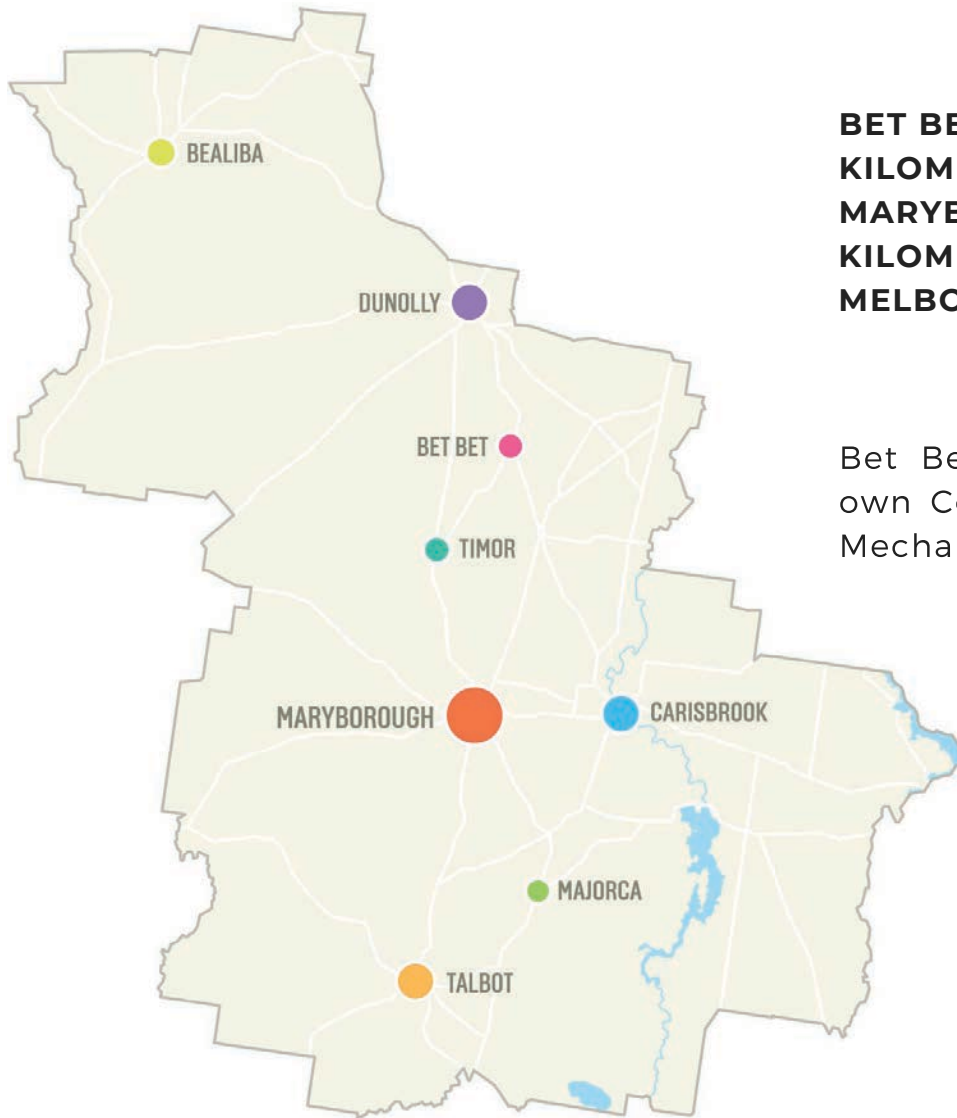 BEALIBA
DUNOLLY
BET BET
TIMOR
MARYBOROUGH
CARISBROOK
MAJORCA
TALBOT
BET BE
KILOM
MARYE
KILOM
MELBO
Bet Be
own Co
Mecha